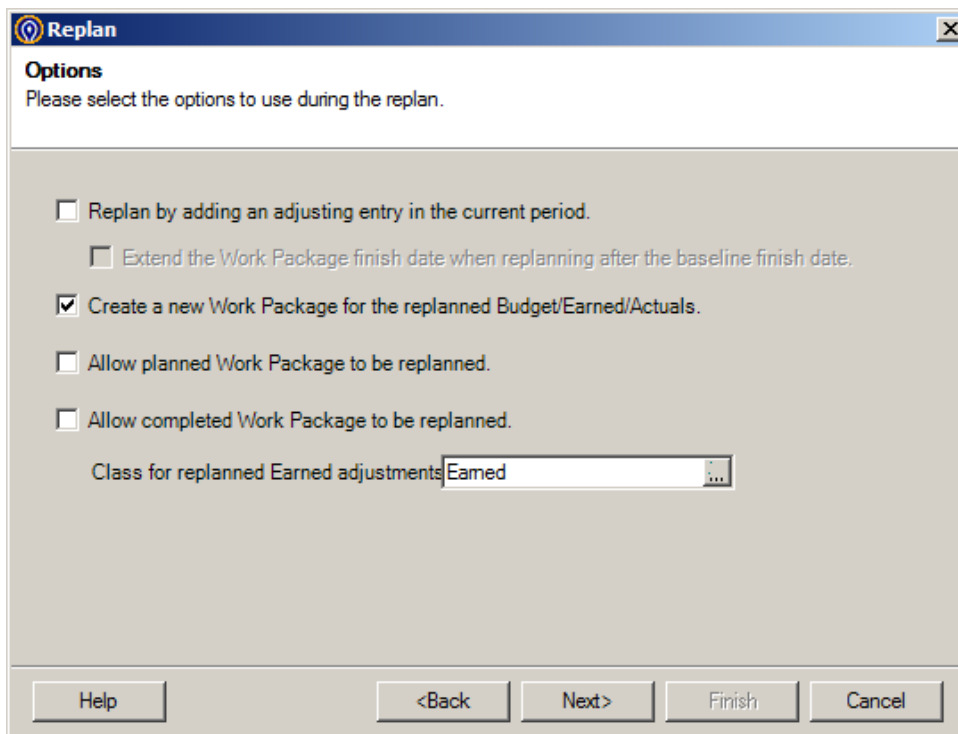 Replan
Options
Please select the options to use during the replan.
Replan by adding an adjusting entry in the current period.
Extend the Work Package finish date when replanning after the baseline finish date.
Create a new Work Package for the replanned Budget/Earned/Actuals.
Allow planned Work Package to be replanned.
Allow completed Work Package to be replanned.
Class for replanned Earned adjustments Earned ...
Help <Back Next> Finish Cancel